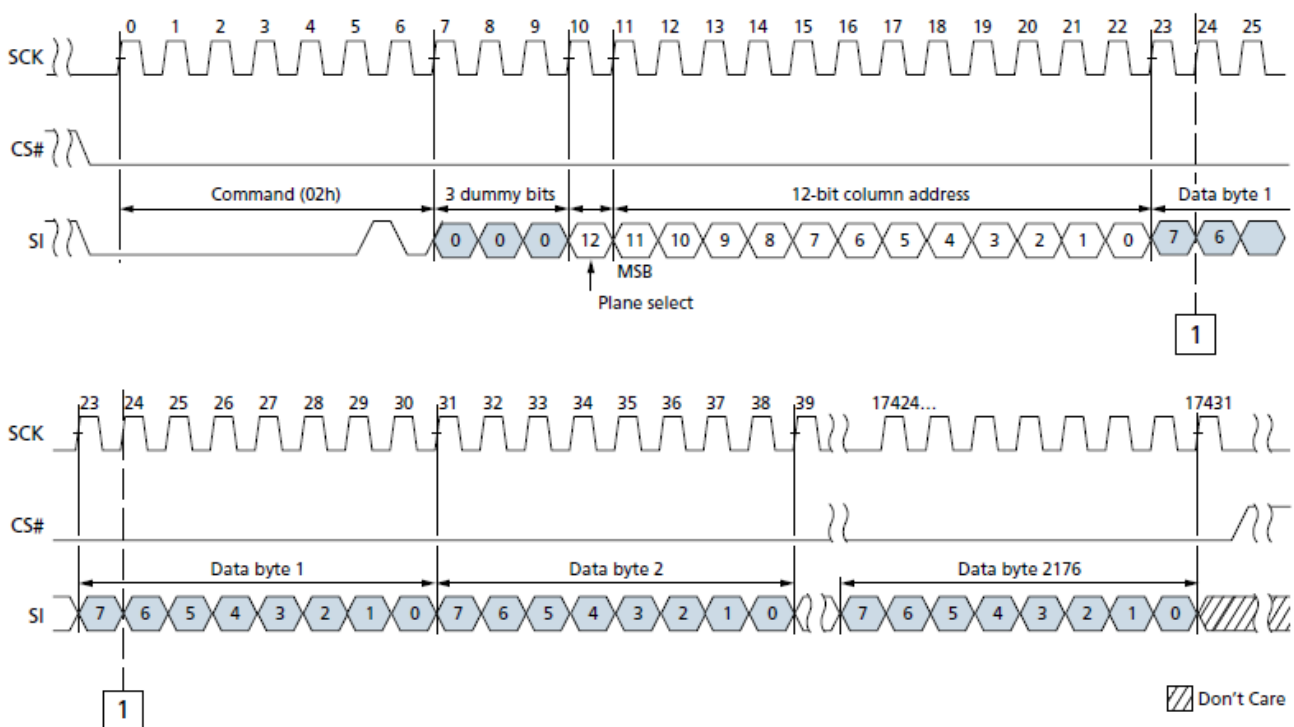 0 1 2 3 4 5 6 7 8 9 10 11 12 13 14 15 16 17 18 19 20 21 22 23 24 25
SCK
CS#
Command (02h) 3 dummy bits 12-bit column address Data byte 1
SI 0 0 0 12 11 10 9 8 7 6 5 4 3 2 1 0 7 6
MSB
Plane select
1
23 24 25 26 27 28 29 30 31 32 33 34 35 36 37 38 39 17424... 17431
SCK
CS#
Data byte 1 Data byte 2 Data byte 2176
SI 7 6 5 4 3 2 1 0 7 6 5 4 3 2 1 0 7 6 5 4 3 2 1 0
1
Don't Care